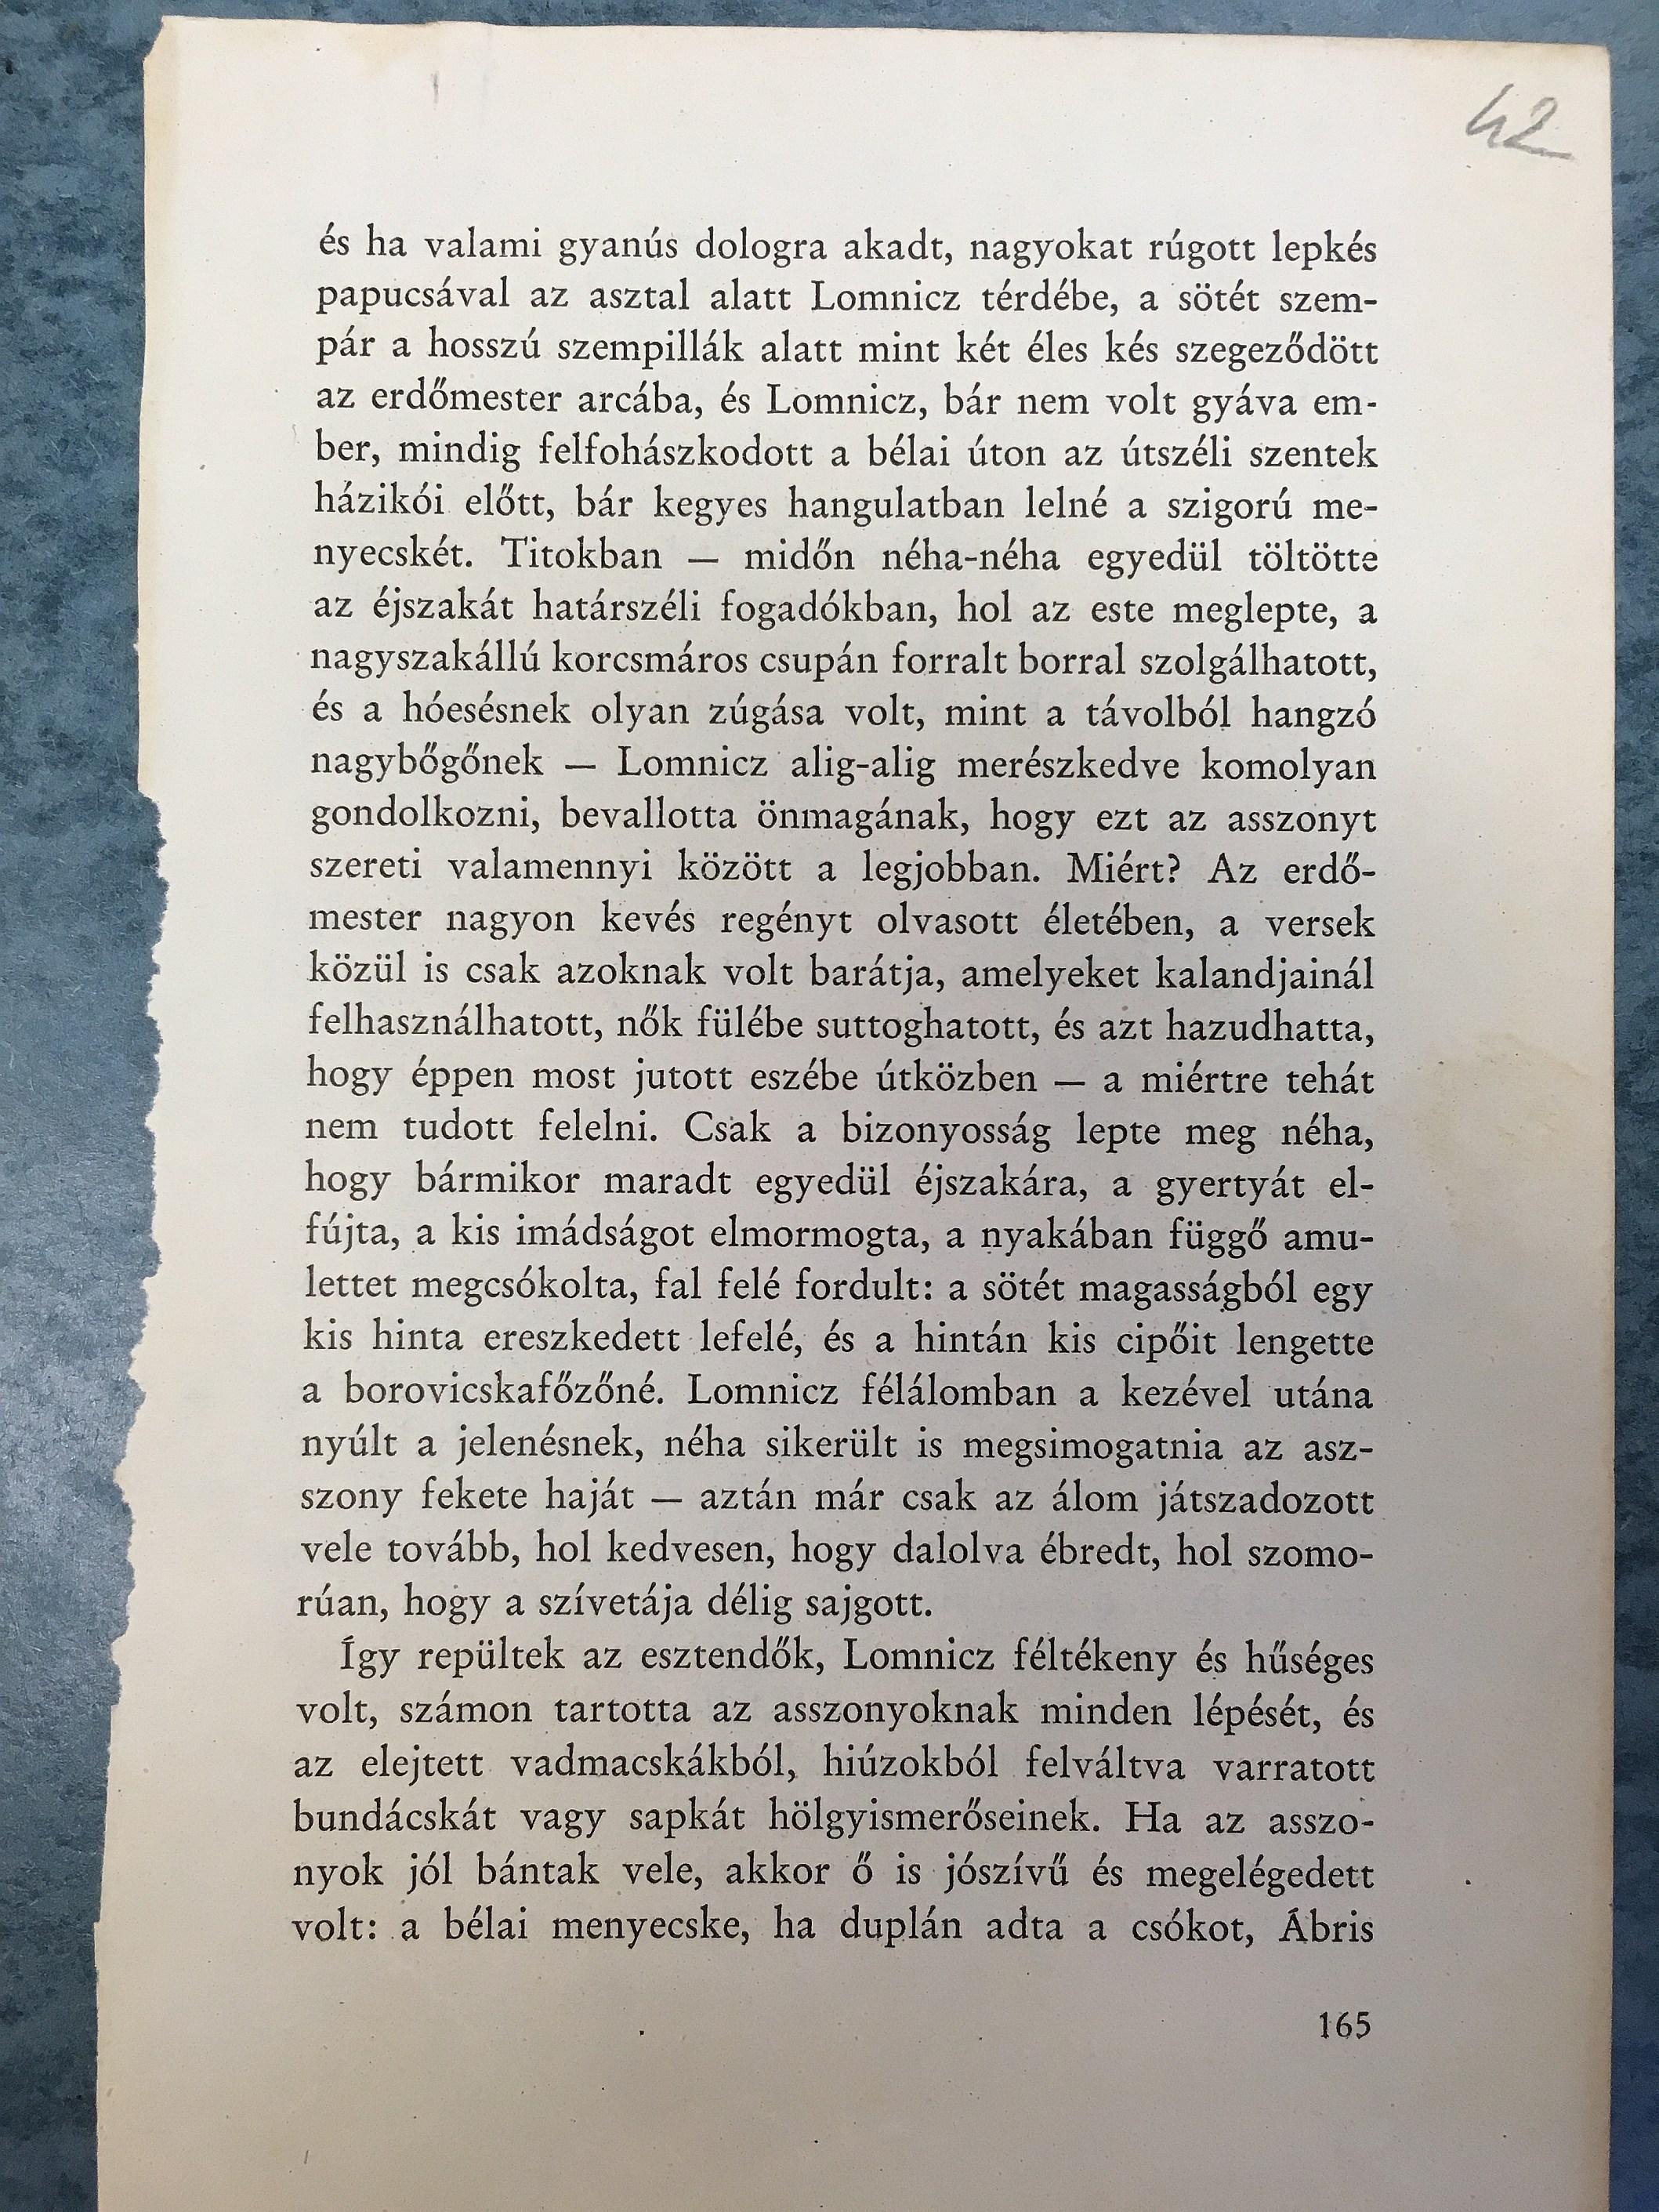 42
és ha valami gyanús dologra akadt, nagyokat rúgott lepkés
papucsával az asztal alatt Lomnicz térdébe, a sötét szem-
pár a hosszú szempillák alatt mint két éles kés szegeződött
az erdőmester arcába, és Lomnicz, bár nem volt gyáva em-
ber, mindig felfohászkodott a bélai úton az útszéli szentek
házikói előtt, bár kegyes hangulatban lelné a szigorú me-
nyecskét. Titokban — midőn néha-néha egyedül töltötte
az éjszakát határszéli fogadókban, hol az este meglepte, a
nagyszakállú korcsmáros csupán forralt borral szolgálhatott,
és a hóesésnek olyan zúgása volt, mint a távolból hangzó
nagybőgőnek — Lomnicz alig-alig merészkedve komolyan
gondolkozni, bevallotta önmagának, hogy ezt az asszonyt
szereti valamennyi között a legjobban. Miért? Az erdő-
mester nagyon kevés regényt olvasott életében, a versek
közül is csak azoknak volt barátja, amelyeket kalandjainál
felhasználhatott, nők fülébe suttoghatott, és azt hazudhatta,
hogy éppen most jutott eszébe útközben — a miértre tehát
nem tudott felelni. Csak a bizonyosság lepte meg néha,
hogy bármikor maradt egyedül éjszakára, a gyertyát el-
fújta, a kis imádságot elmormogta, a nyakában függő amu-
lettet megcsókolta, fal felé fordult: a sötét magasságból egy
kis hinta ereszkedett lefelé, és a hintán kis cipőit lengette
a borovicskafőzőné. Lomnicz félálomban a kezével utána
nyúlt a jelenésnek, néha sikerült is megsimogatnia az asz-
szony fekete haját — aztán már csak az álom játszadozott
vele tovább, hol kedvesen, hogy dalolva ébredt, hol szomo-
rúan, hogy a szívetája délig sajgott.
Így repültek az esztendők, Lomnicz féltékeny és hűséges
volt, számon tartotta az asszonyoknak minden lépését, és
az elejtett vadmacskákból, hiúzokból felváltva varratott
bundácskát vagy sapkát hölgyismerőseinek. Ha az asszo-
nyok jól bántak vele, akkor ő is jószívű és megelégedett
volt: a bélai menyecske, ha duplán adta a csókot, Ábris
165